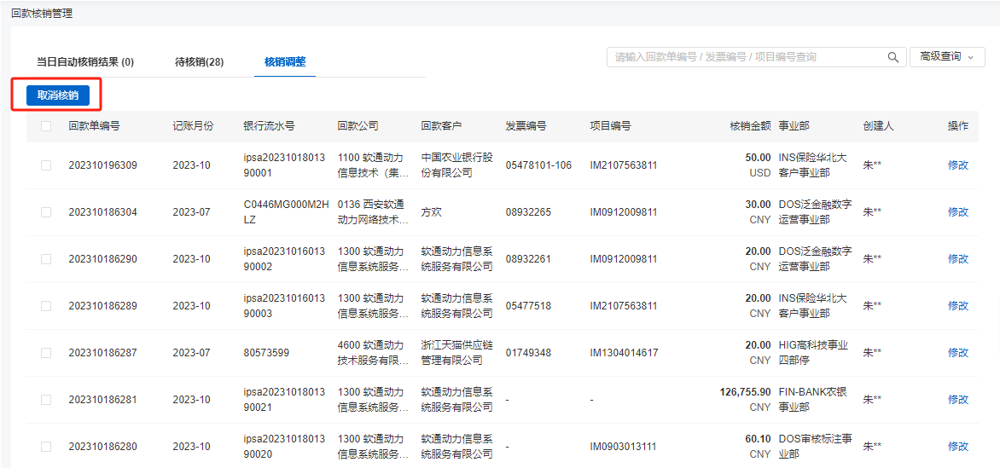 回款核销管理
当日自动核销结果 (0) 待核销(28) 核销调整 请输入回款单编号 / 发票编号 / 项目编号查询 高级查询
取消核销
回款单编号 记账月份 银行流水号 回款公司 回款客户 发票编号 项目编号 核销金额 事业部 创建人 操作
ipsa20231018013 1100 软通动力 中国农业银行股 50.00 INS保险华北大
202310196309 2023-10 05478101-106 IM2107563811 朱** 修改
90001 信息技术（集... 份有限公司 USD 客户事业部
C0446MG000M2H 0136 西安软通 30.00 DOS泛金融数字
202310186304 2023-07 方欢 08932265 IM0912009811 朱** 修改
LZ 动力网络技术... CNY 运营事业部
ipsa20231016013 1300 软通动力 软通动力信息系 20.00 DOS泛金融数字
202310186290 2023-10 08932261 IM0912009811 朱** 修改
90002 信息系统服务... 统服务有限公司 CNY 运营事业部
ipsa20231016013 1300 软通动力 软通动力信息系 20.00 INS保险华北大
202310186289 2023-10 05477518 IM2107563811 朱** 修改
90003 信息系统服务... 统服务有限公司 CNY 客户事业部
4600 软通动力 浙江天猫供应链 20.00 HIG高科技事业
202310186287 2023-07 80573599 01749348 IM1304014617 朱** 修改
技术服务有限... 管理有限公司 CNY 四部停
ipsa20231018013 1300 软通动力 软通动力信息系 126,755.90 FIN-BANK农银
202310186281 2023-10 - - 朱** 修改
90021 信息系统服务... 统服务有限公司 CNY 事业部
ipsa20231018013 1300 软通动力 软通动力信息系 60.10 DOS审核标注事
202310186280 2023-10 - IM0903013111 朱** 修改
90020 信息系统服务... 统服务有限公司 CNY 业部